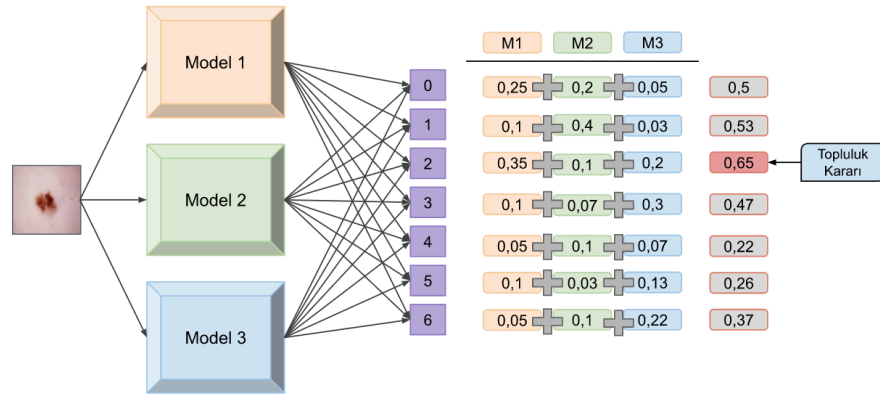 M1 M2 M3
Model 1
0 0,25 0,2 0,05 0,5
1 0,1 0,4 0,03 0,53
2 0,35 0,1 0,2 0,65
Topluluk
Kararı
Model 2
3 0,1 0,07 0,3 0,47
4 0,05 0,1 0,07 0,22
5 0,1 0,03 0,13 0,26
6 0,05 0,1 0,22 0,37
Model 3